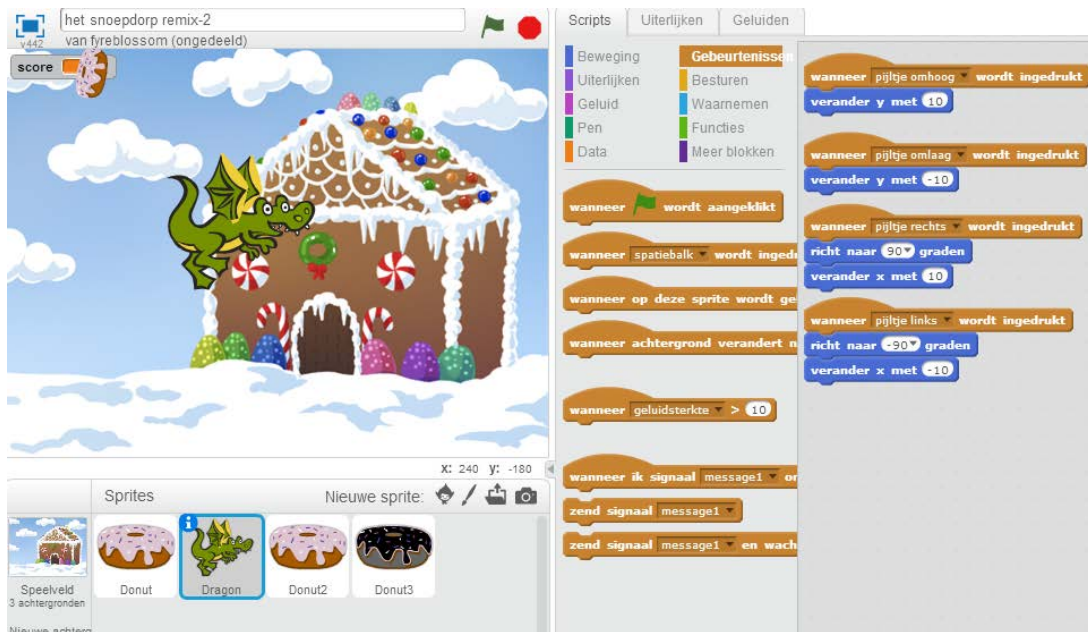 het snoepdorp remix-2
v442
van fyreblossom (ongedeeld)
score
x: 240 y: -180
Sprites
Nieuwe sprite:
Speelveld
3 achtergronden
Donut
Dragon
Donut2
Donut3
Scripts Uiterlijken Geluiden
Beweging Gebeurtenissen
Uiterlijken Besturen
Geluid Waarnemen
Pen Functies
Data Meer blokken
wanneer wordt aangeklikt
wanneer spatiebalk wordt ingedr
wanneer op deze sprite wordt ge
wanneer achtergrond verandert n
wanneer geluidsterkte > 10
wanneer ik signaal message1 on
zend signaal message1
zend signaal message1 en wach
wanneer pijltje omhoog wordt ingedrukt
verander y met 10
wanneer pijltje omlaag wordt ingedrukt
verander y met -10
wanneer pijltje rechts wordt ingedrukt
richt naar 90 graden
verander x met 10
wanneer pijltje links wordt ingedrukt
richt naar -90 graden
verander x met -10